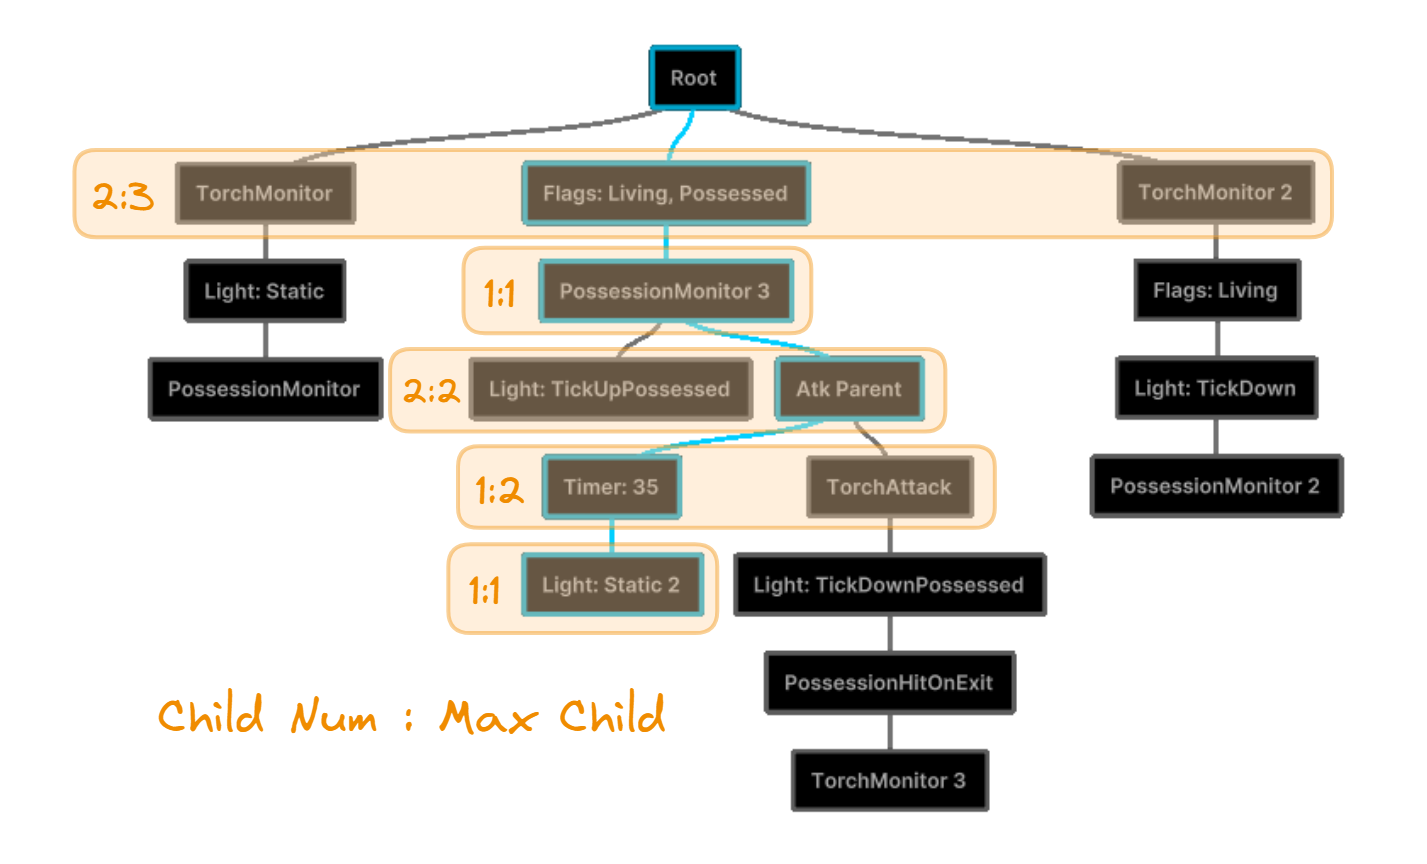 Root
2:3
TorchMonitor
Flags: Living, Possessed
TorchMonitor 2
Light: Static
1:1
PossessionMonitor 3
Flags: Living
PossessionMonitor
2:2
Light: TickUpPossessed
Atk Parent
Light: TickDown
1:2
Timer: 35
TorchAttack
PossessionMonitor 2
1:1
Light: Static 2
Light: TickDownPossessed
PossessionHitOnExit
Child Num : Max Child
TorchMonitor 3